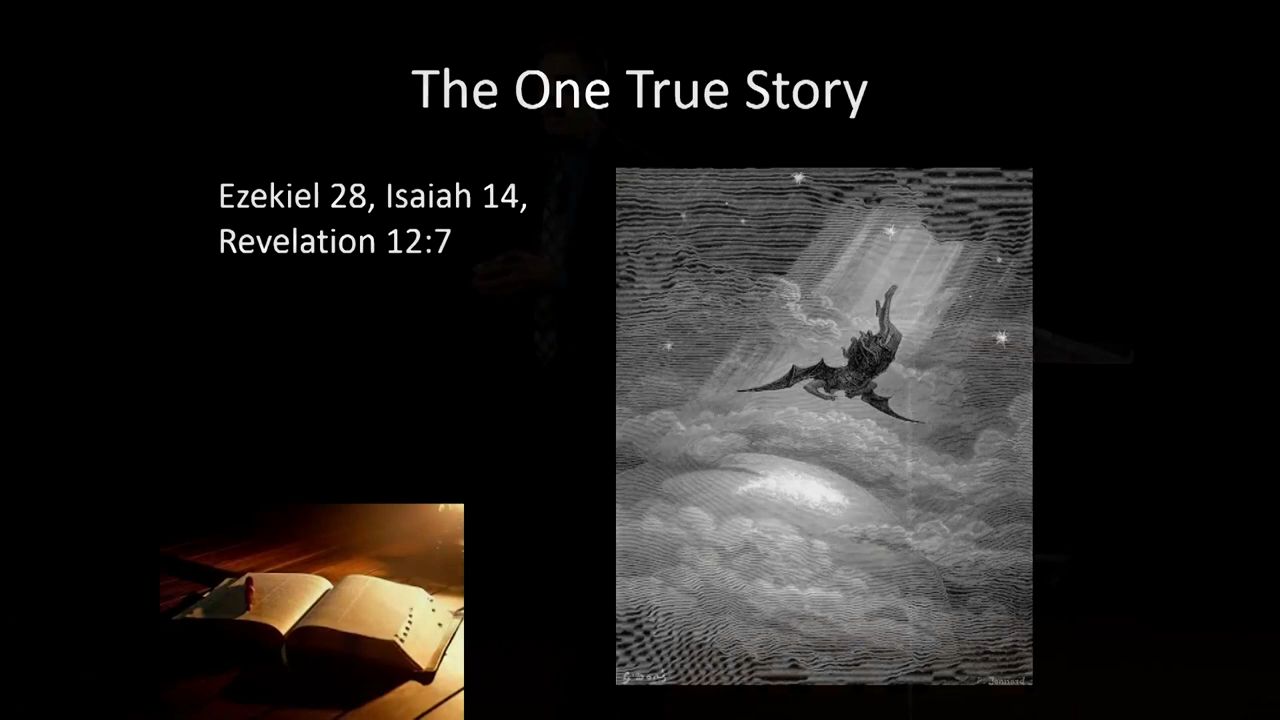 The One True Story
Ezekiel 28, Isaiah 14,
Revelation 12:7